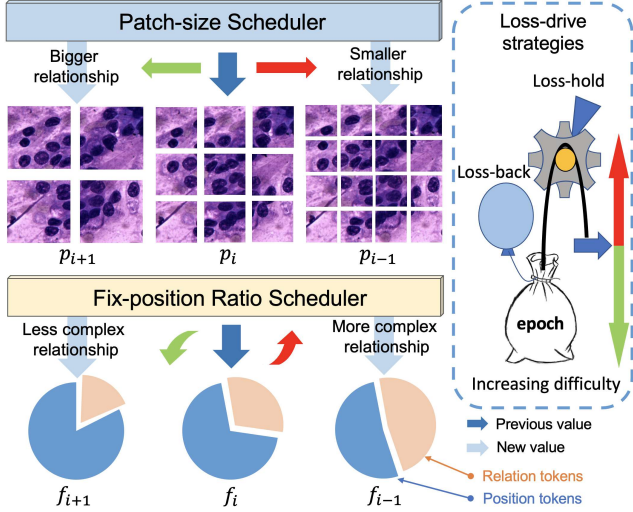 Patch-size Scheduler
Bigger
relationship
Smaller
relationship
p_{i+1}
p_i
p_{i-1}
Fix-position Ratio Scheduler
Less complex
relationship
More complex
relationship
f_{i+1}
f_i
f_{i-1}
Loss-drive
strategies
Loss-hold
Loss-back
epoch
Increasing difficulty
Previous value
New value
Relation tokens
Position tokens